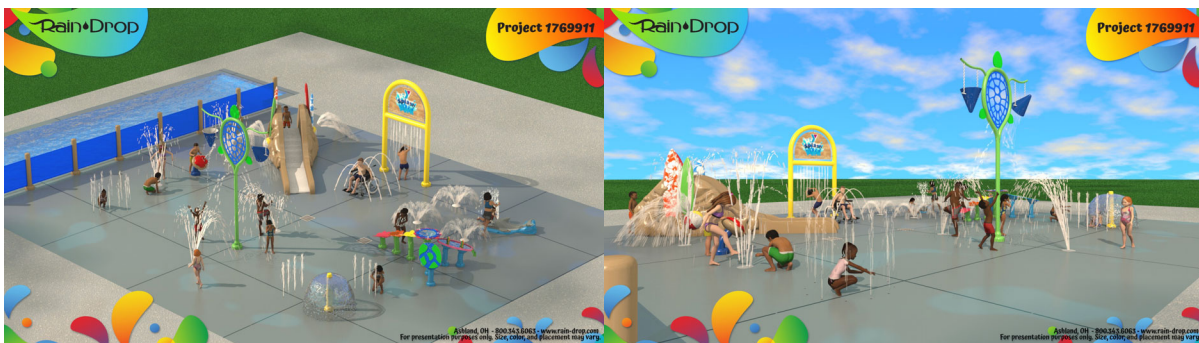 Rain Drop
Project 1769911
Ashland, OH - 800.343.6063 - www.rain-drop.com
For presentation purposes only. Size, color, and placement may vary.
Rain Drop
Project 1769911
Ashland, OH - 800.343.6063 - www.rain-drop.com
For presentation purposes only. Size, color, and placement may vary.